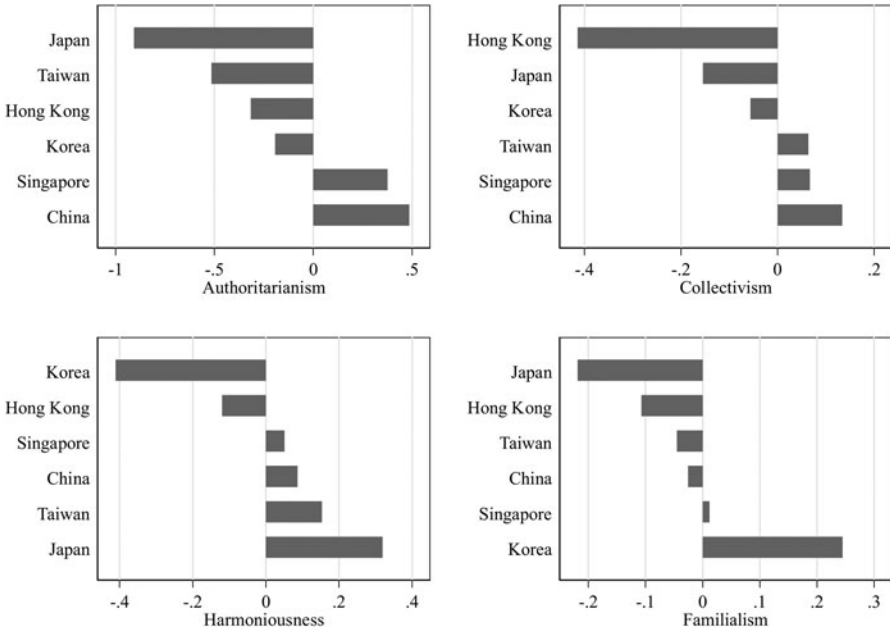 Japan
Taiwan
Hong Kong
Korea
Singapore
China
-1 -.5 0 .5
Authoritarianism
Hong Kong
Japan
Korea
Taiwan
Singapore
China
-.4 -.2 0 .2
Collectivism
Korea
Hong Kong
Singapore
China
Taiwan
Japan
-.4 -.2 0 .2 .4
Harmoniousness
Japan
Hong Kong
Taiwan
China
Singapore
Korea
-.2 -.1 0 .1 .2 .3
Familialism